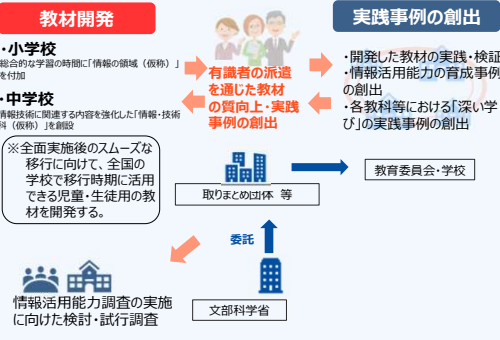 教材開発
・小学校
総合的な学習の時間に「情報の領域（仮称）」
を付加
・中学校
情報技術に関連する内容を強化した「情報・技術
科（仮称）」を創設
※全面実施後のスムーズな
移行に向けて、全国の
学校で移行時期に活用
できる児童・生徒用の教
材を開発する。
有識者の派遣
を通じた教材
の質向上・実践
事例の創出
実践事例の創出
・開発した教材の実践・検証
・情報活用能力の育成事例
の創出
・各教科等における「深い学
び」の実践事例の創出
取りまとめ団体 等
教育委員会・学校
委託
文部科学省
情報活用能力調査の実施
に向けた検討・試行調査